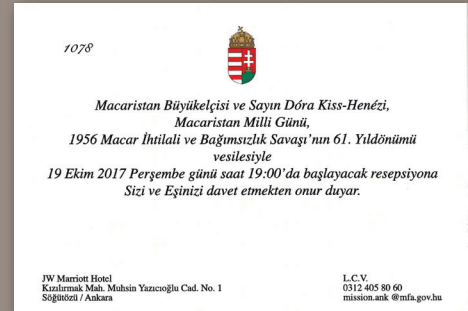 1078
Macaristan Büyükelçisi ve Sayın Dóra Kiss-Henézi,
Macaristan Milli Günü,
1956 Macar İhtilali ve Bağımsızlık Savaşı'nın 61. Yıldönümü
vesilesiyle
19 Ekim 2017 Perşembe günü saat 19:00'da başlayacak resepsiyona
Sizi ve Eşinizi davet etmekten onur duyar.
JW Marriott Hotel
Kızılırmak Mah. Muhsin Yazıcıoğlu Cad. No. 1
Söğütözü / Ankara
L.C.V.
0312 405 80 60
mission.ank @mfa.gov.hu